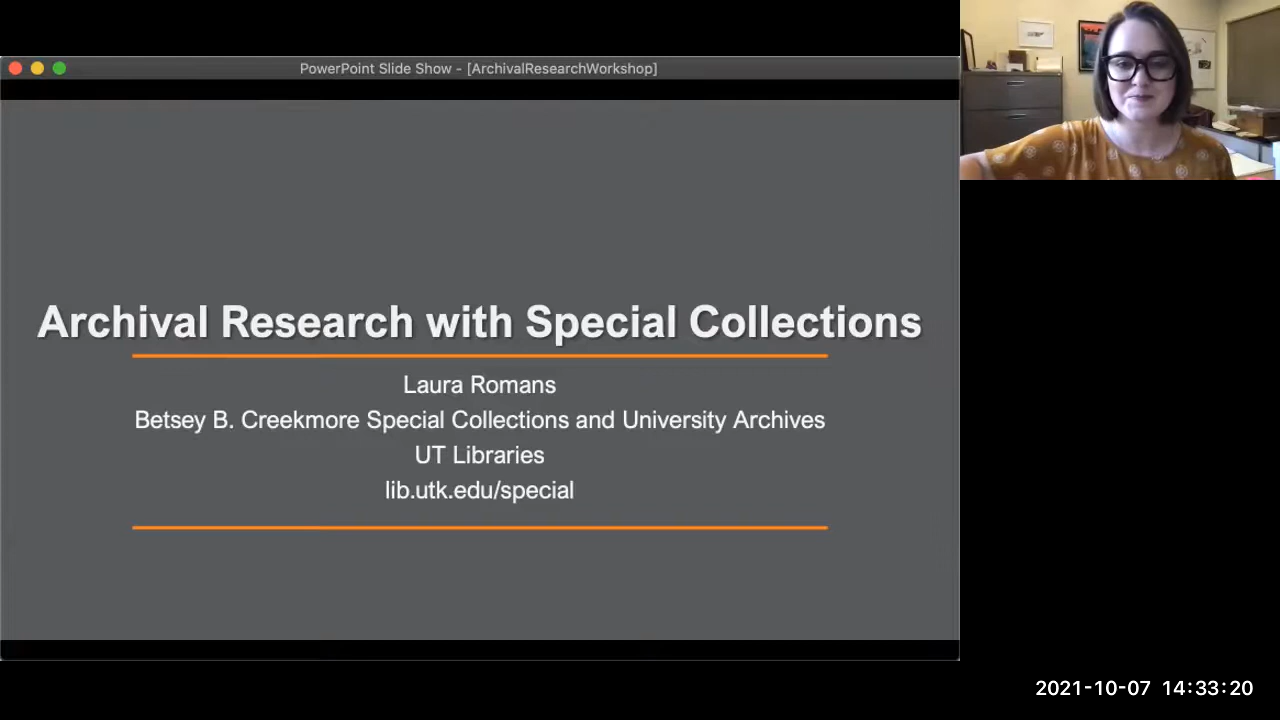 PowerPoint Slide Show - [ArchivalResearchWorkshop]
Archival Research with Special Collections
Laura Romans
Betsey B. Creekmore Special Collections and University Archives
UT Libraries
lib.utk.edu/special
2021-10-07 14:33:20